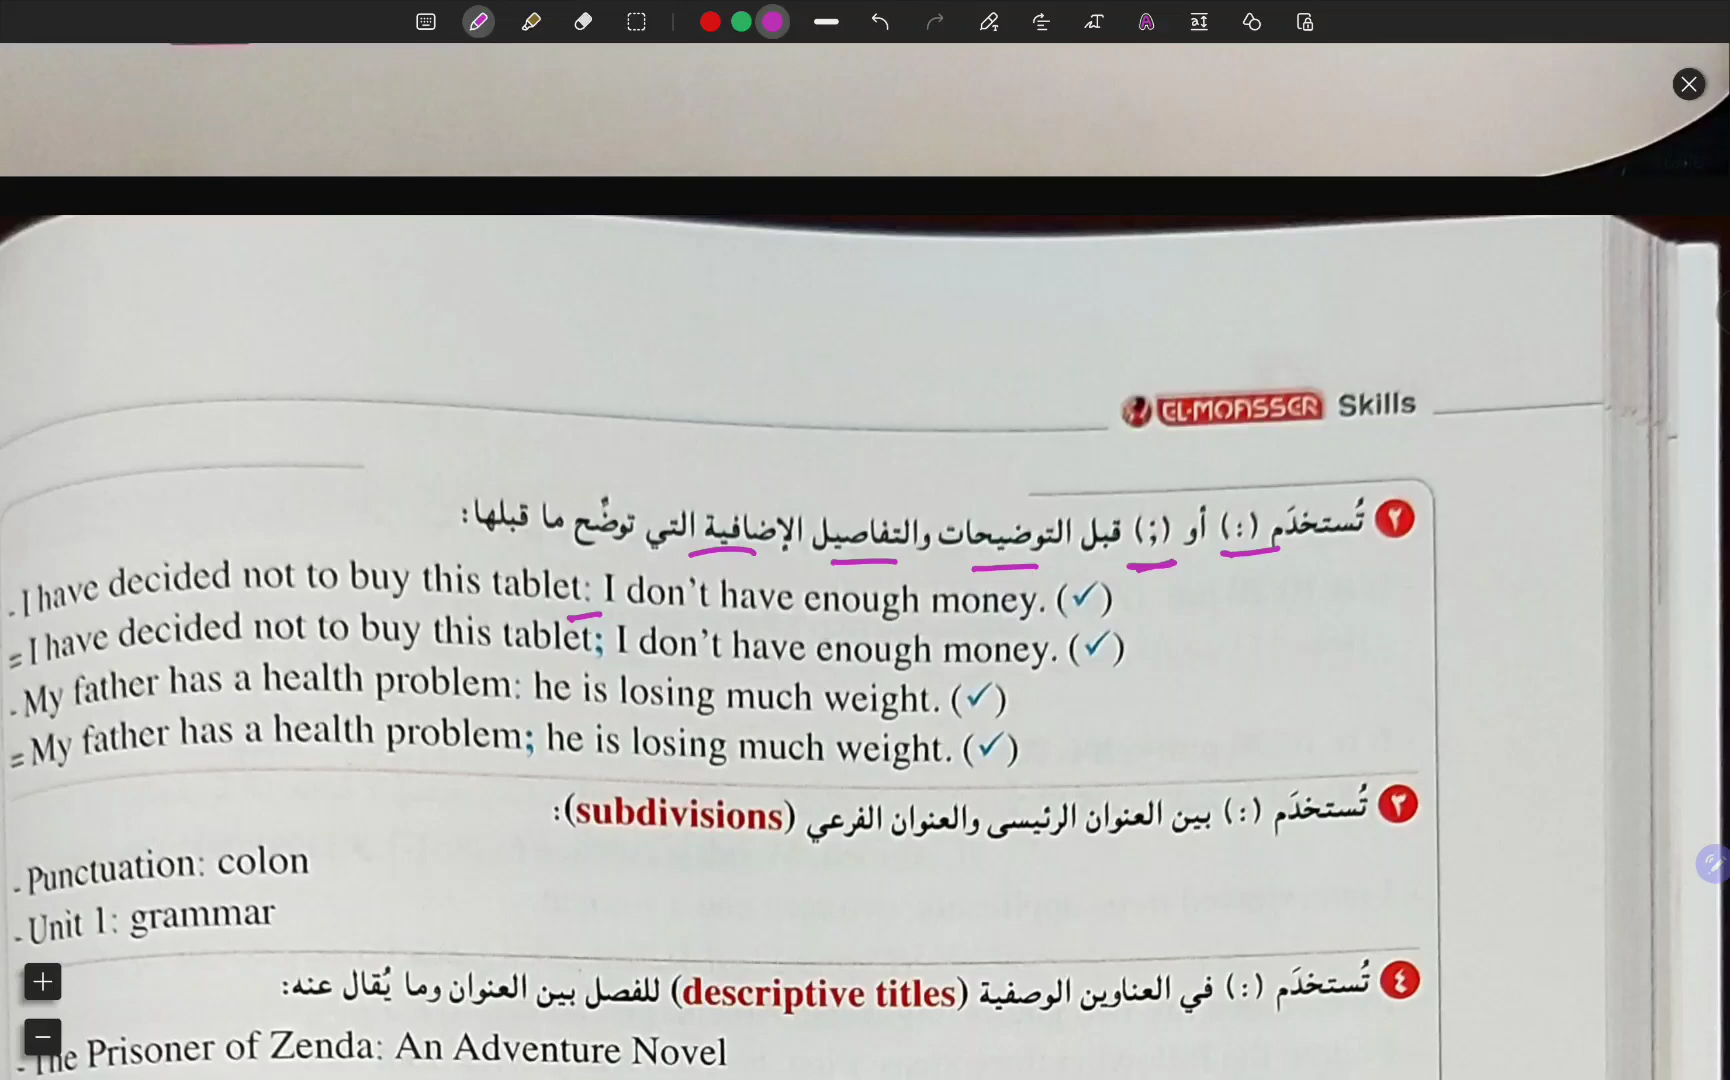 EL-MOASSER Skills
٢ تُستخدَم (:) أو (;) قبل التوضيحات والتفاصيل الإضافية التي توضِّح ما قبلها:
- I have decided not to buy this tablet: I don't have enough money. (✓)
= I have decided not to buy this tablet; I don't have enough money. (✓)
- My father has a health problem: he is losing much weight. (✓)
= My father has a health problem; he is losing much weight. (✓)
٣ تُستخدَم (:) بين العنوان الرئيسى والعنوان الفرعي (subdivisions):
- Punctuation: colon
- Unit 1: grammar
٤ تُستخدَم (:) في العناوين الوصفية (descriptive titles) للفصل بين العنوان وما يُقال عنه:
- The Prisoner of Zenda: An Adventure Novel